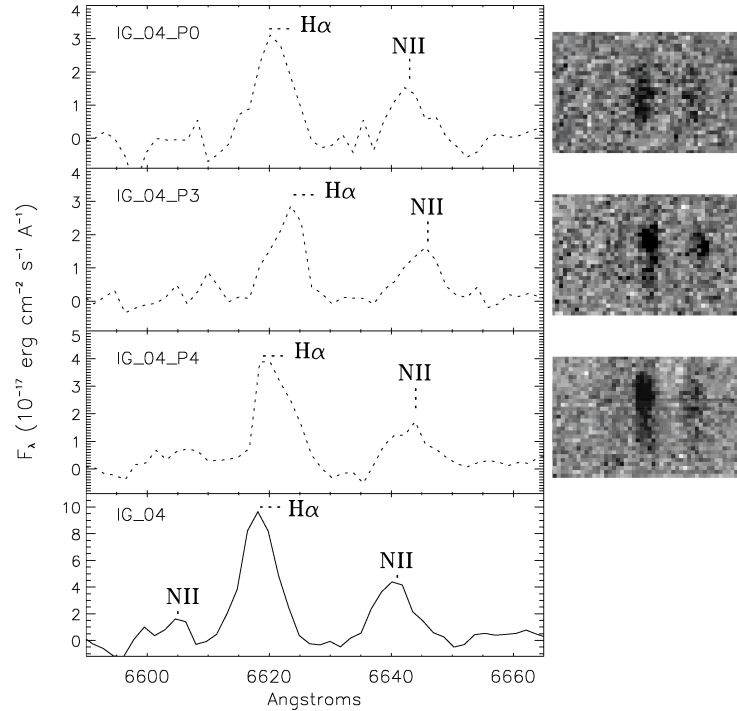 4
3
2
1
0
IG_04_P0
Hα
NII
4
3
2
1
0
IG_04_P3
Hα
NII
5
4
3
2
1
0
IG_04_P4
Hα
NII
10
8
6
4
2
0
IG_04
NII
Hα
NII
6600 6620 6640 6660
Angstroms
F_λ (10⁻¹⁷ erg cm⁻² s⁻¹ A⁻¹)